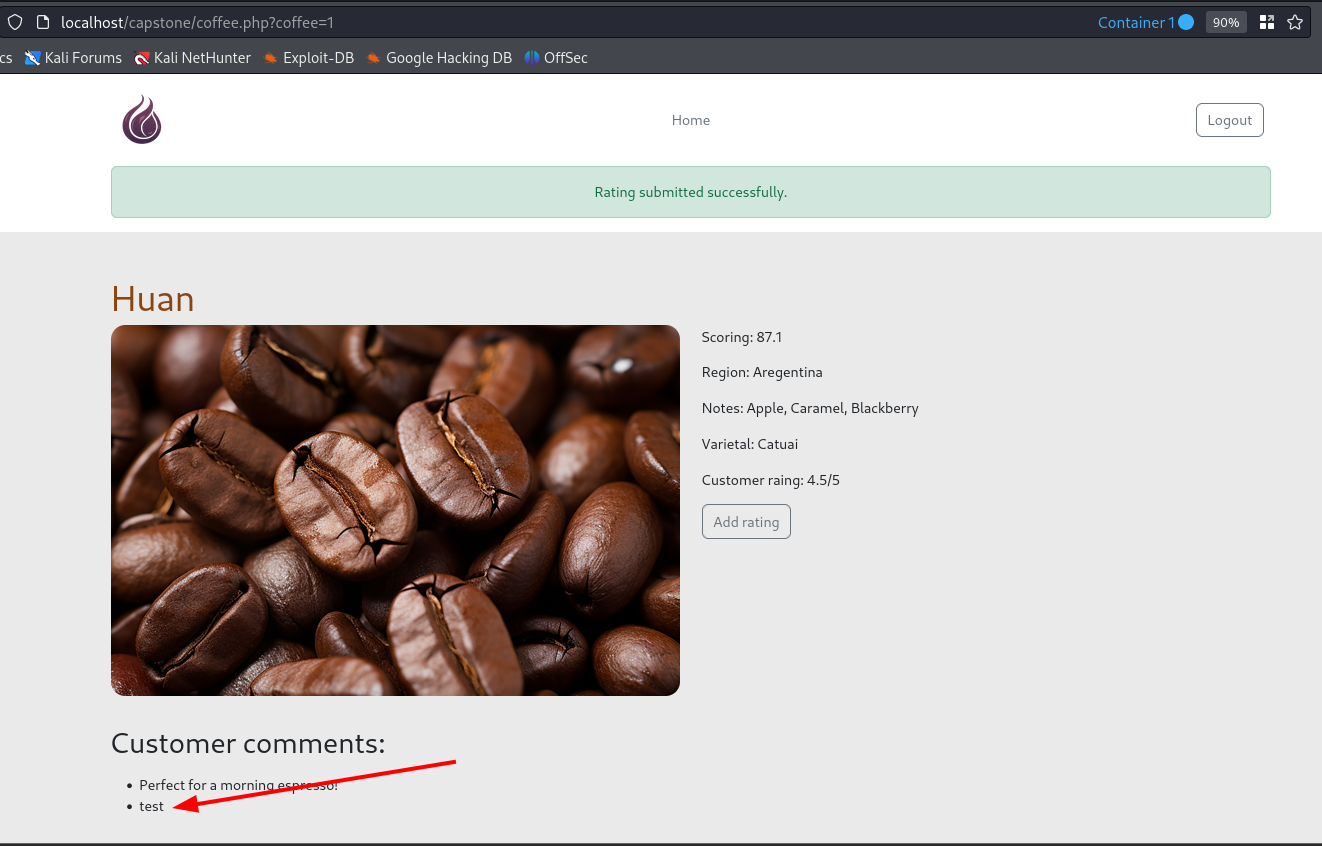 localhost/capstone/coffee.php?coffee=1 Container 1 90%
cs Kali Forums Kali NetHunter Exploit-DB Google Hacking DB OffSec
Home Logout
Rating submitted successfully.
Huan
Scoring: 87.1
Region: Aregentina
Notes: Apple, Caramel, Blackberry
Varietal: Catuai
Customer raing: 4.5/5
Add rating
Customer comments:
Perfect for a morning espresso!
test